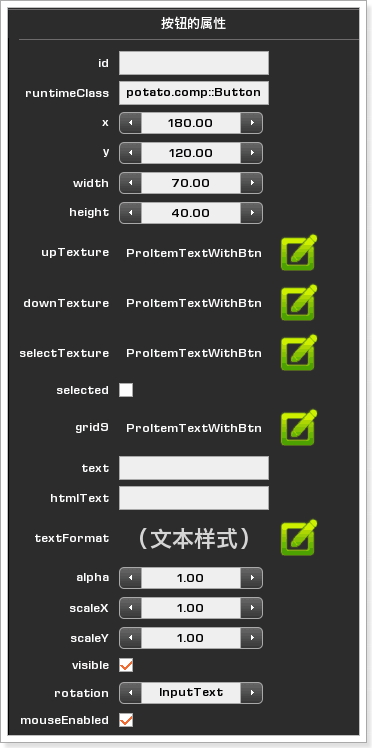 按钮的属性
id
runtimeClass potato.comp::Button
x 180.00
y 120.00
width 70.00
height 40.00
upTexture ProItemTextWithBtn
downTexture ProItemTextWithBtn
selectTexture ProItemTextWithBtn
selected
grid9 ProItemTextWithBtn
text
htmlText
textFormat （文本样式）
alpha 1.00
scaleX 1.00
scaleY 1.00
visible
rotation InputText
mouseEnabled